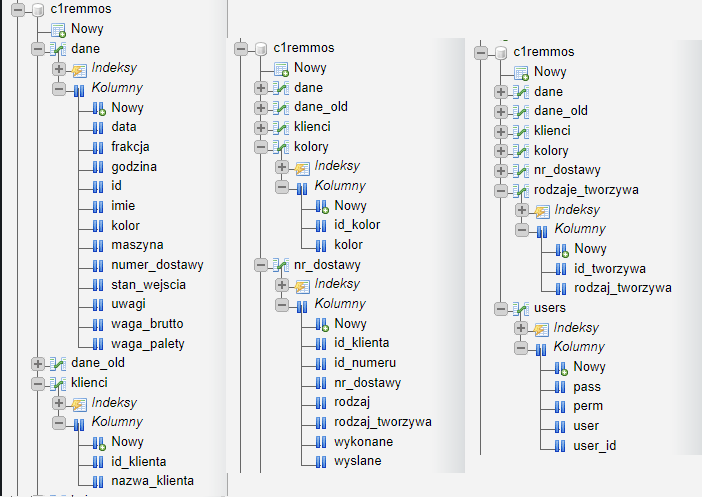 c1remmos
Nowy
dane
Indeksy
Kolumny
Nowy
data
frakcja
godzina
id
imie
kolor
maszyna
numer_dostawy
stan_wejscia
uwagi
waga_brutto
waga_palety
dane_old
klienci
Indeksy
Kolumny
Nowy
id_klienta
nazwa_klienta
c1remmos
Nowy
dane
dane_old
klienci
kolory
Indeksy
Kolumny
Nowy
id_kolor
kolor
nr_dostawy
Indeksy
Kolumny
Nowy
id_klienta
id_numeru
nr_dostawy
rodzaj
rodzaj_tworzywa
wykonane
wyslane
c1remmos
Nowy
dane
dane_old
klienci
kolory
nr_dostawy
rodzaje_tworzywa
Indeksy
Kolumny
Nowy
id_tworzywa
rodzaj_tworzywa
users
Indeksy
Kolumny
Nowy
pass
perm
user
user_id